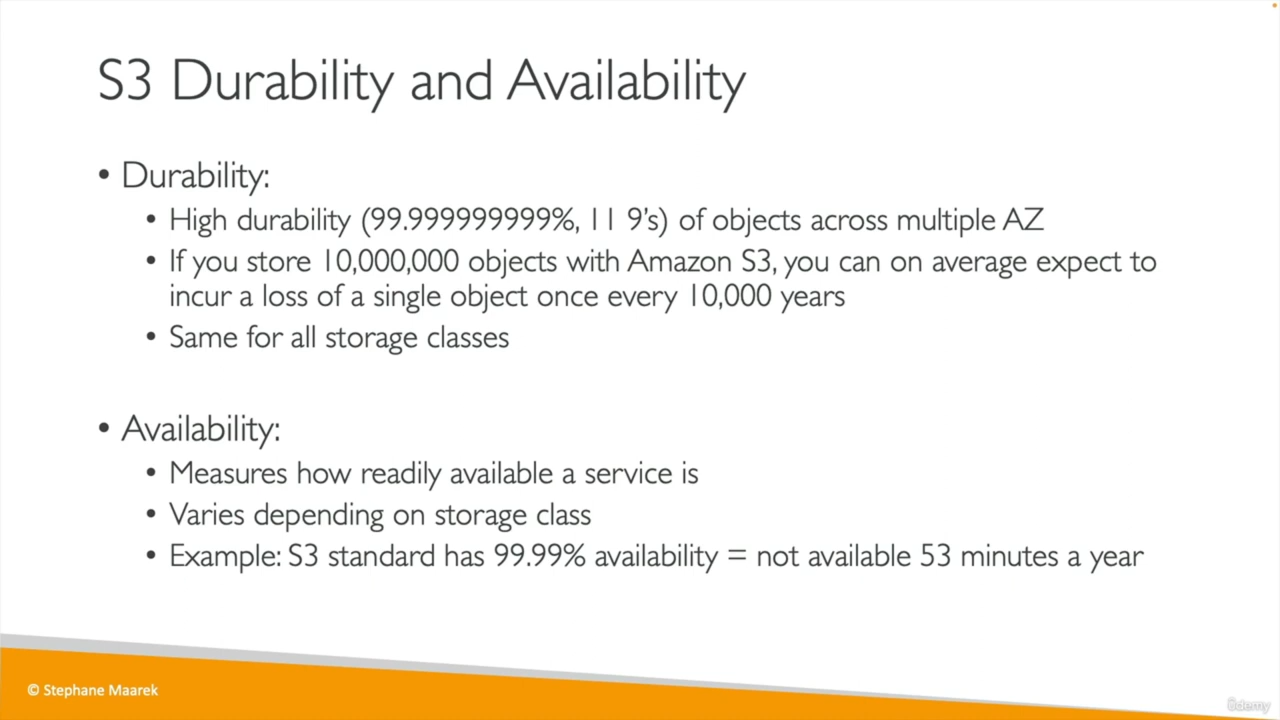 S3 Durability and Availability
• Durability:
• High durability (99.999999999%, 11 9's) of objects across multiple AZ
• If you store 10,000,000 objects with Amazon S3, you can on average expect to
incur a loss of a single object once every 10,000 years
• Same for all storage classes
• Availability:
• Measures how readily available a service is
• Varies depending on storage class
• Example: S3 standard has 99.99% availability = not available 53 minutes a year
© Stephane Maarek
ûdemy